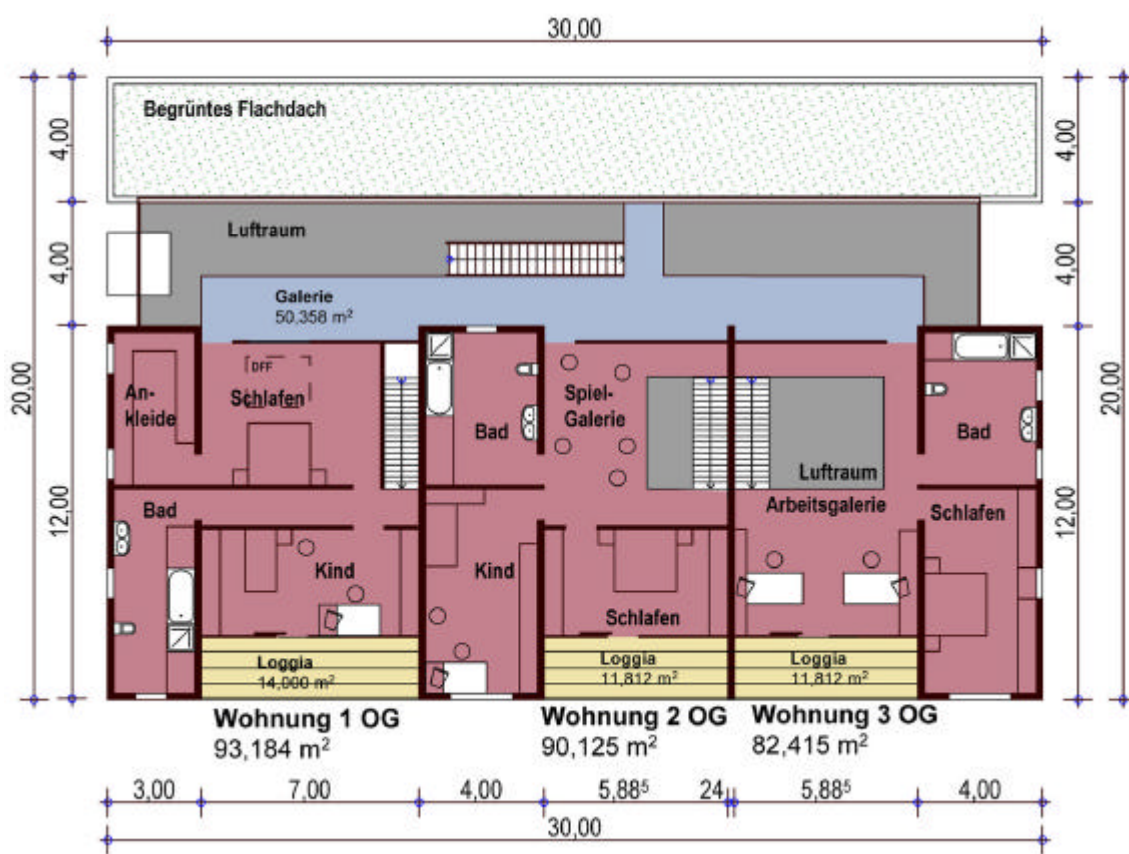 30,00
Begrüntes Flachdach
4,00
4,00
Luftraum
4,00
4,00
Galerie
50,358 m²
20,00
20,00
DFF
An-
kleide
Schlafen
Bad
Spiel-
Galerie
Luftraum
Bad
12,00
12,00
Bad
Arbeitsgalerie
Schlafen
Kind
Kind
Schlafen
Loggia
14,000 m²
Loggia
11,812 m²
Loggia
11,812 m²
Wohnung 1 OG
93,184 m²
Wohnung 2 OG
90,125 m²
Wohnung 3 OG
82,415 m²
3,00 7,00 4,00 5,88⁵ 24 5,88⁵ 4,00
30,00